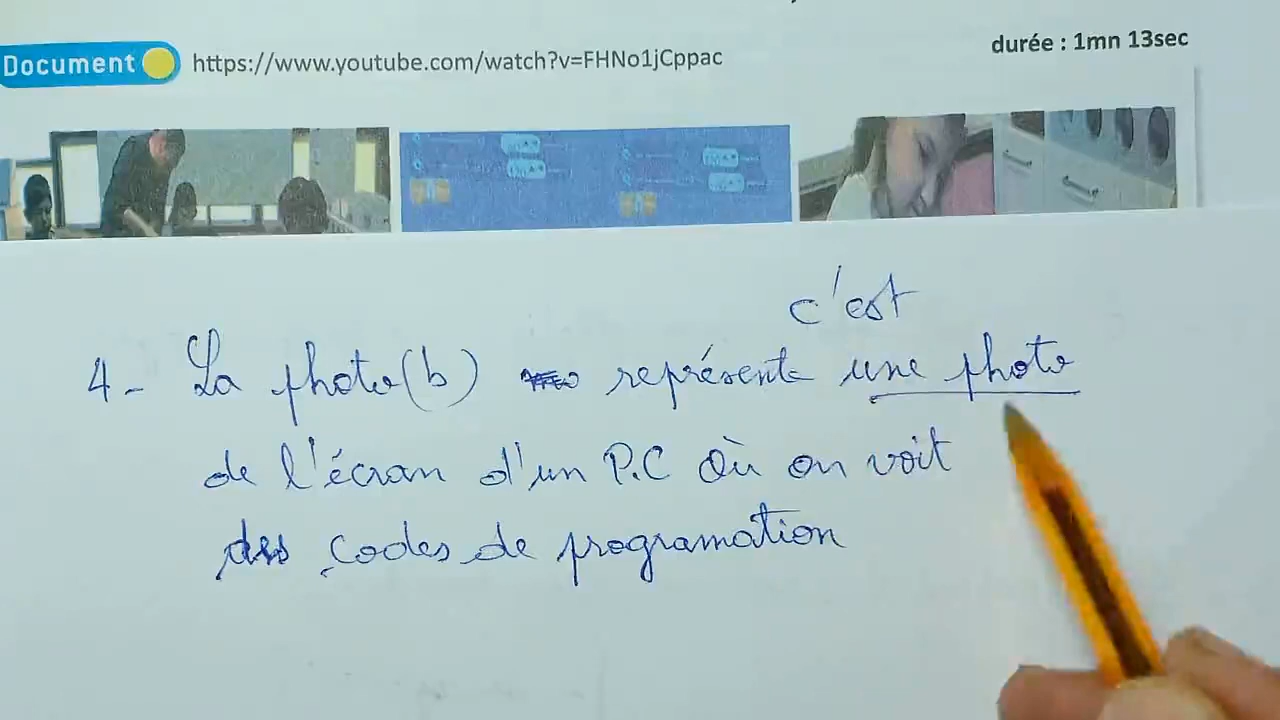 durée : 1mn 13sec
Document https://www.youtube.com/watch?v=FHNo1jCppac
c'est
4- La photo(b) représente une photo
de l'écran d'un P.C Où on voit
des codes de programation